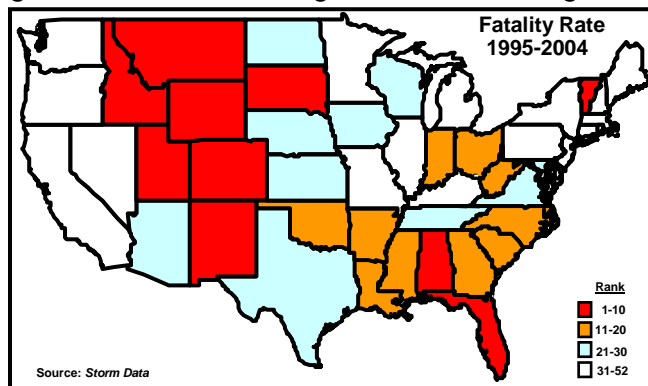 Fatality Rate
1995-2004
Rank
1-10
11-20
21-30
31-52
Source: Storm Data